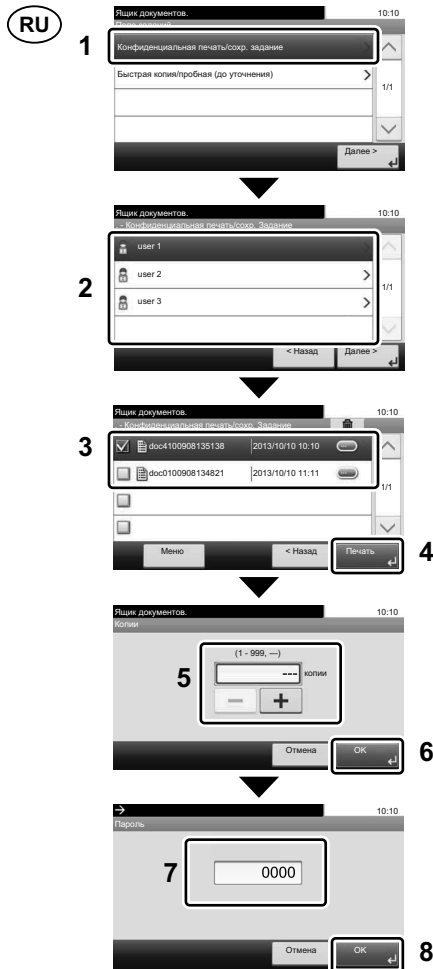 RU
Ящик документов. 10:10
Поле заданий
1 Конфиденциальная печать/сохр. задание
Быстрая копия/пробная (до уточнения)
1/1
Далее >
Ящик документов. 10:10
. - Конфиденциальная печать/сохр. Задание
user 1
2 user 2
1/1
user 3
< Назад Далее >
Ящик документов. 10:10
. - Конфиденциальная печать/сохр. Задание
3 doc4100908135138 2013/10/10 10:10
doc0100908134821 2013/10/10 11:11
1/1
Меню < Назад Печать 4
Ящик документов. 10:10
Копии
(1 - 999, ---)
5 --- копии
− +
Отмена OK 6
10:10
Пароль
7 0000
Отмена OK 8